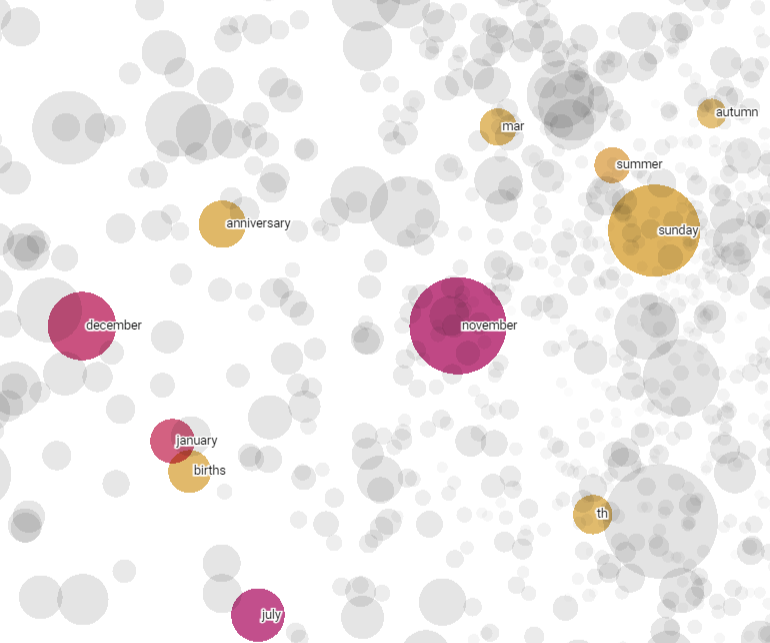 autumn
mar
summer
anniversary
sunday
december
november
january
births
th
july